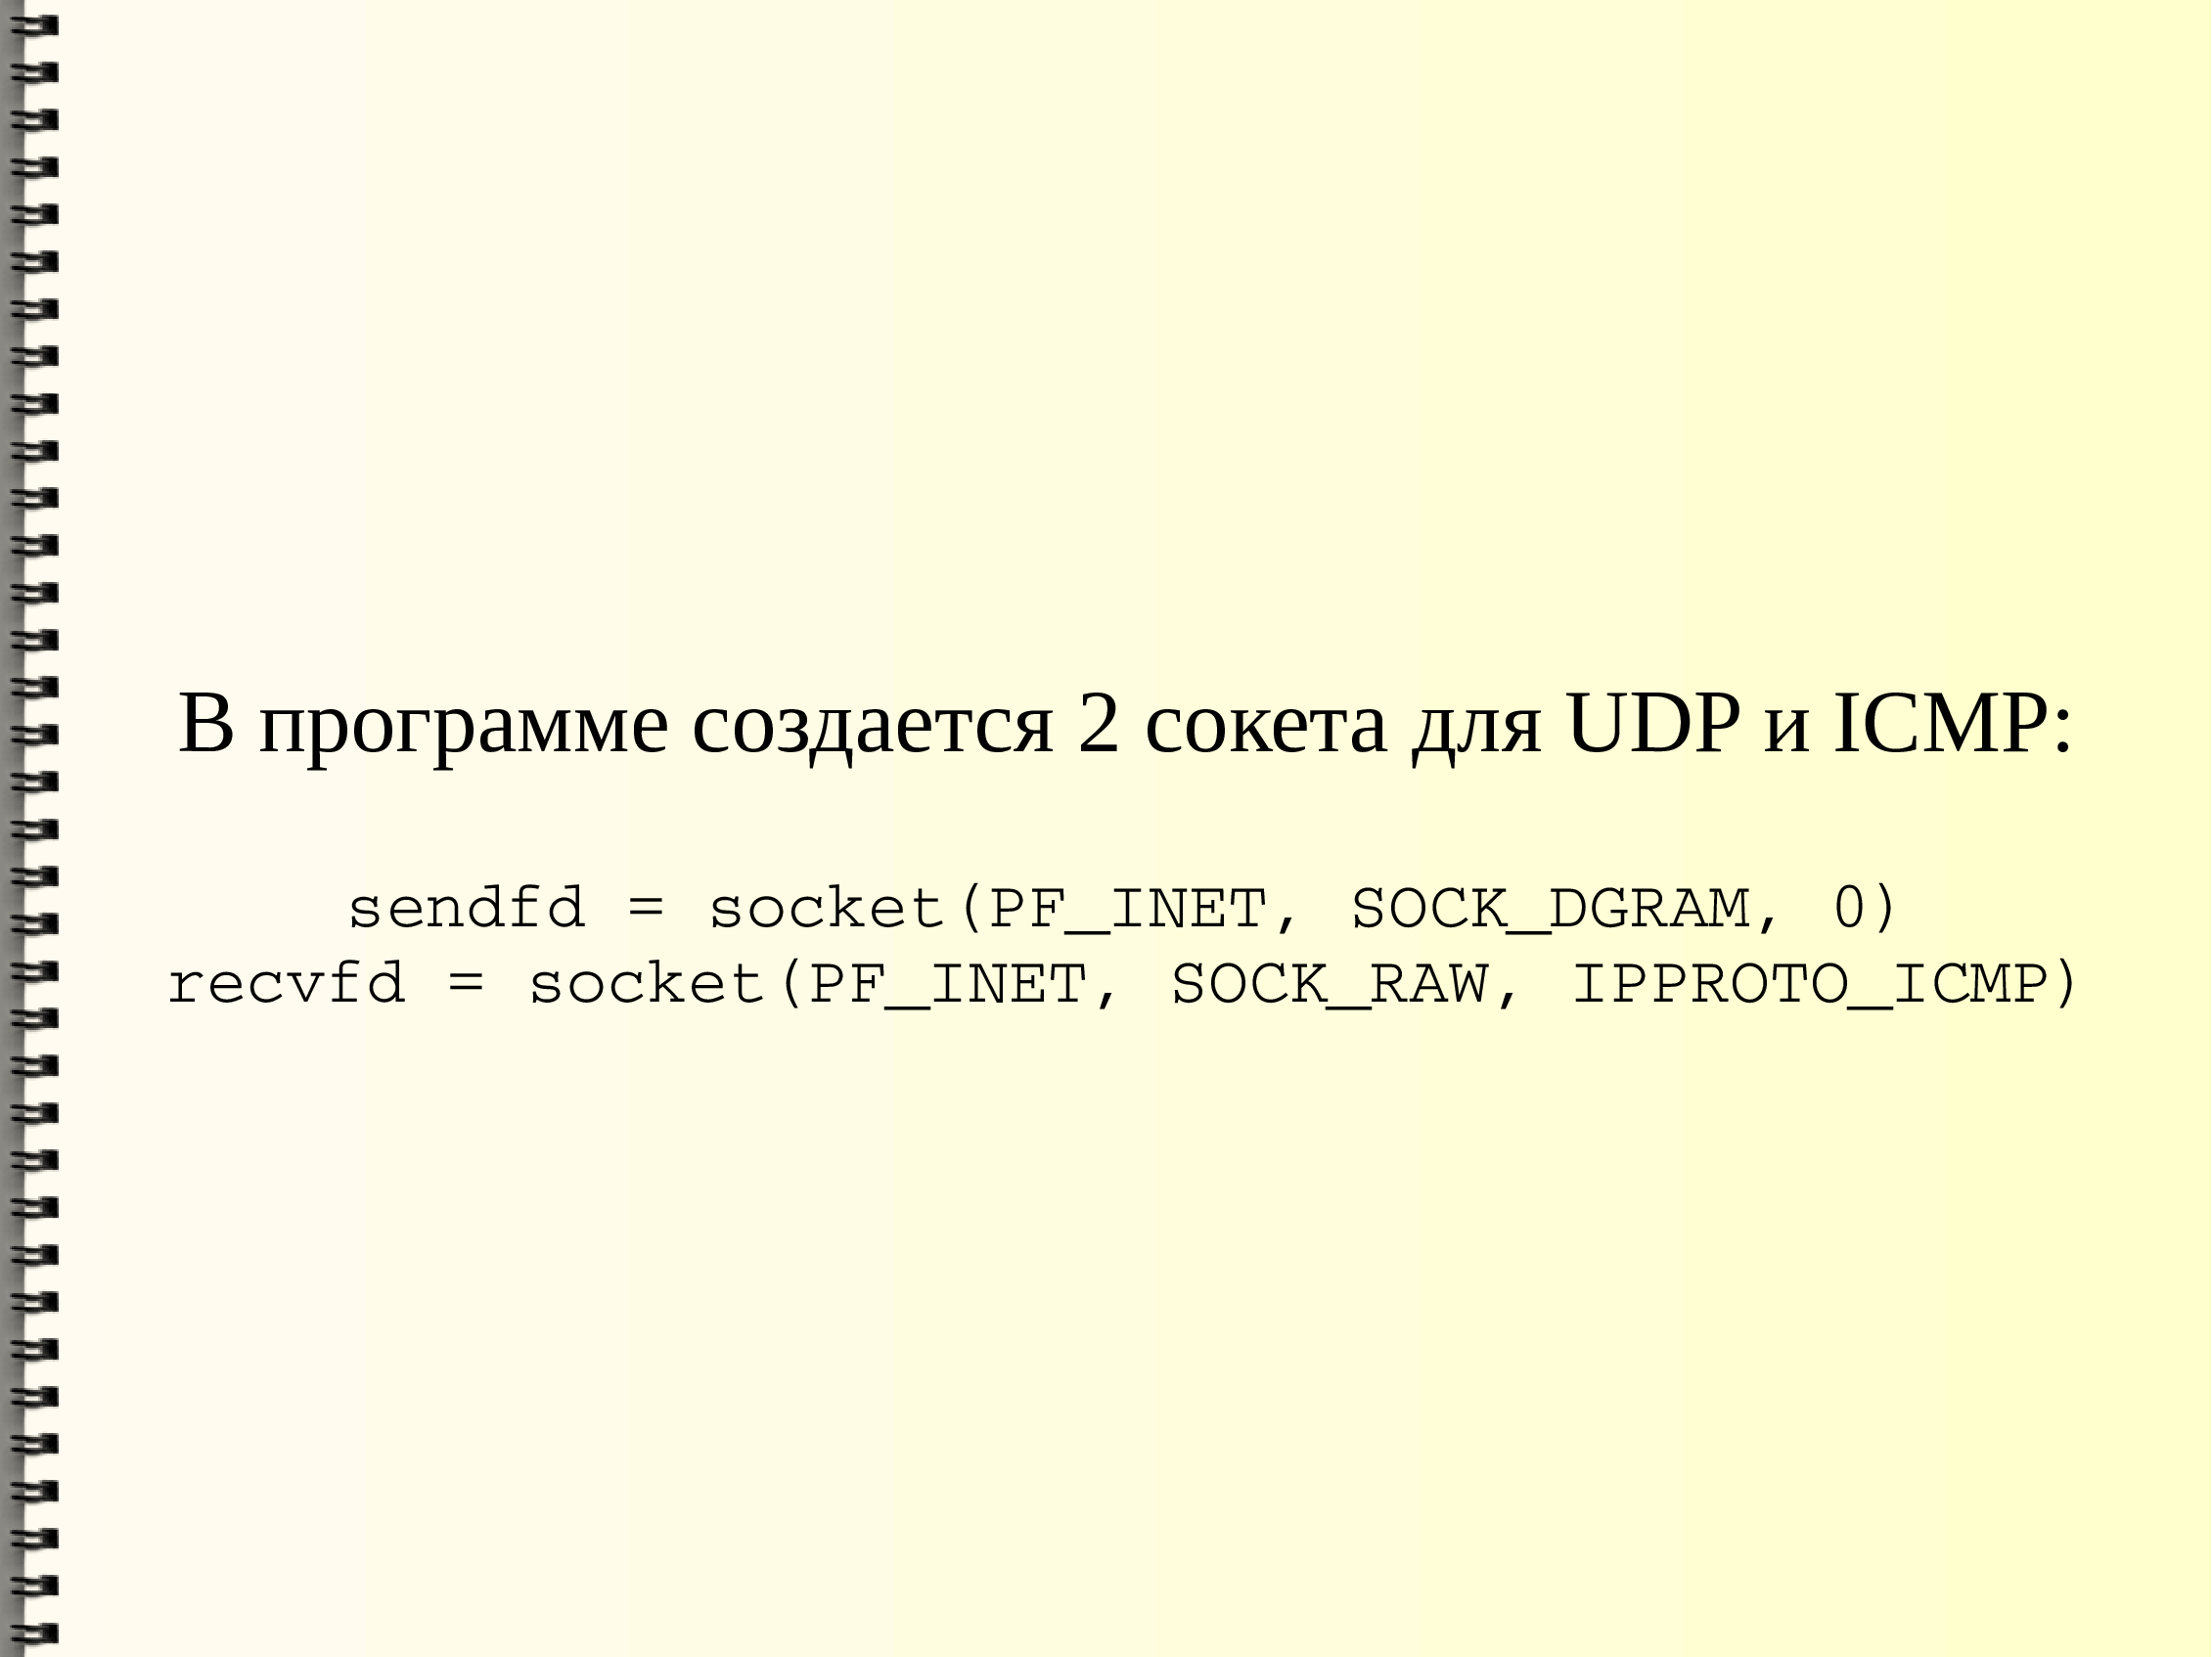 В программе создается 2 сокета для UDP и ICMP:
sendfd = socket(PF_INET, SOCK_DGRAM, 0)
recvfd = socket(PF_INET, SOCK_RAW, IPPROTO_ICMP)